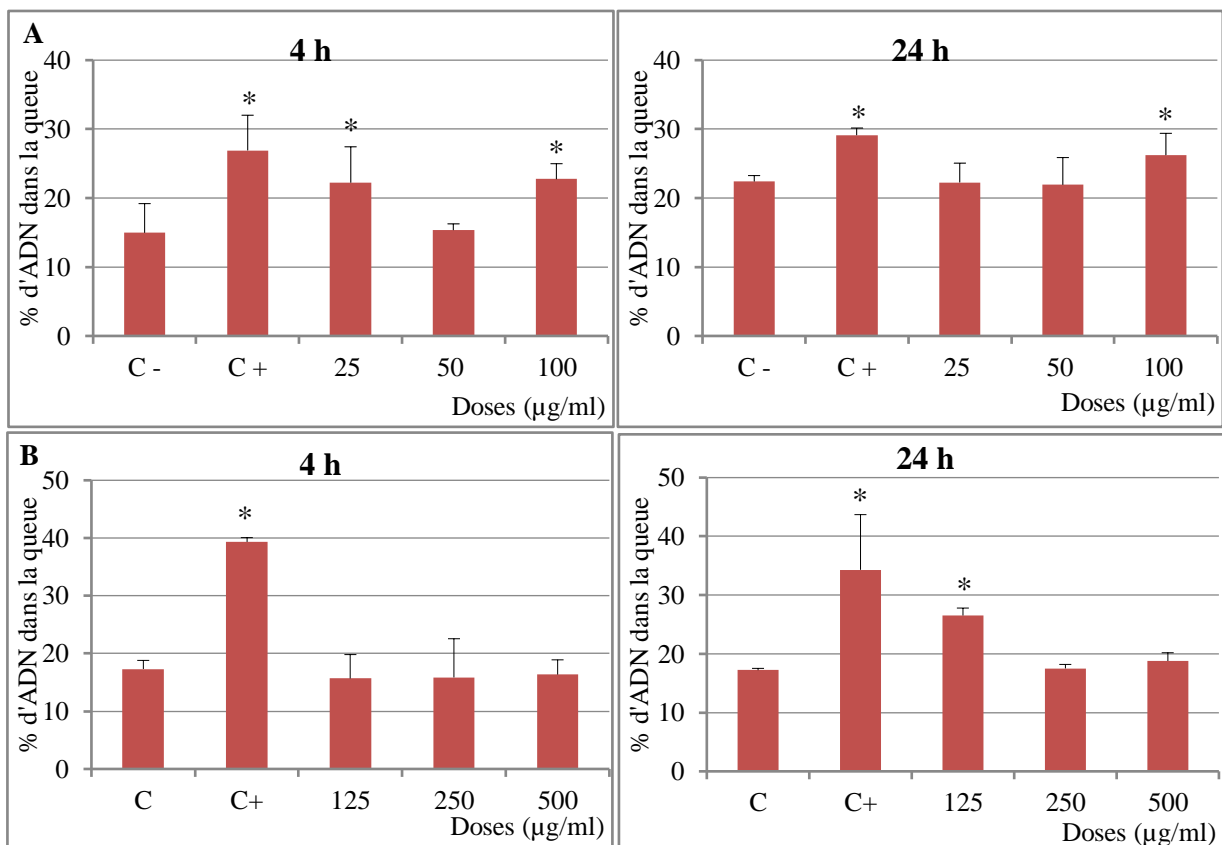 A
4 h
% d'ADN dans la queue
40
30
20
10
0
* * *
C - C + 25 50 100
Doses (µg/ml)
24 h
% d'ADN dans la queue
40
30
20
10
0
* *
C - C + 25 50 100
Doses (µg/ml)
B
4 h
% d'ADN dans la queue
50
40
30
20
10
0
*
C C+ 125 250 500
Doses (µg/ml)
24 h
% d'ADN dans la queue
50
40
30
20
10
0
* *
C C+ 125 250 500
Doses (µg/ml)